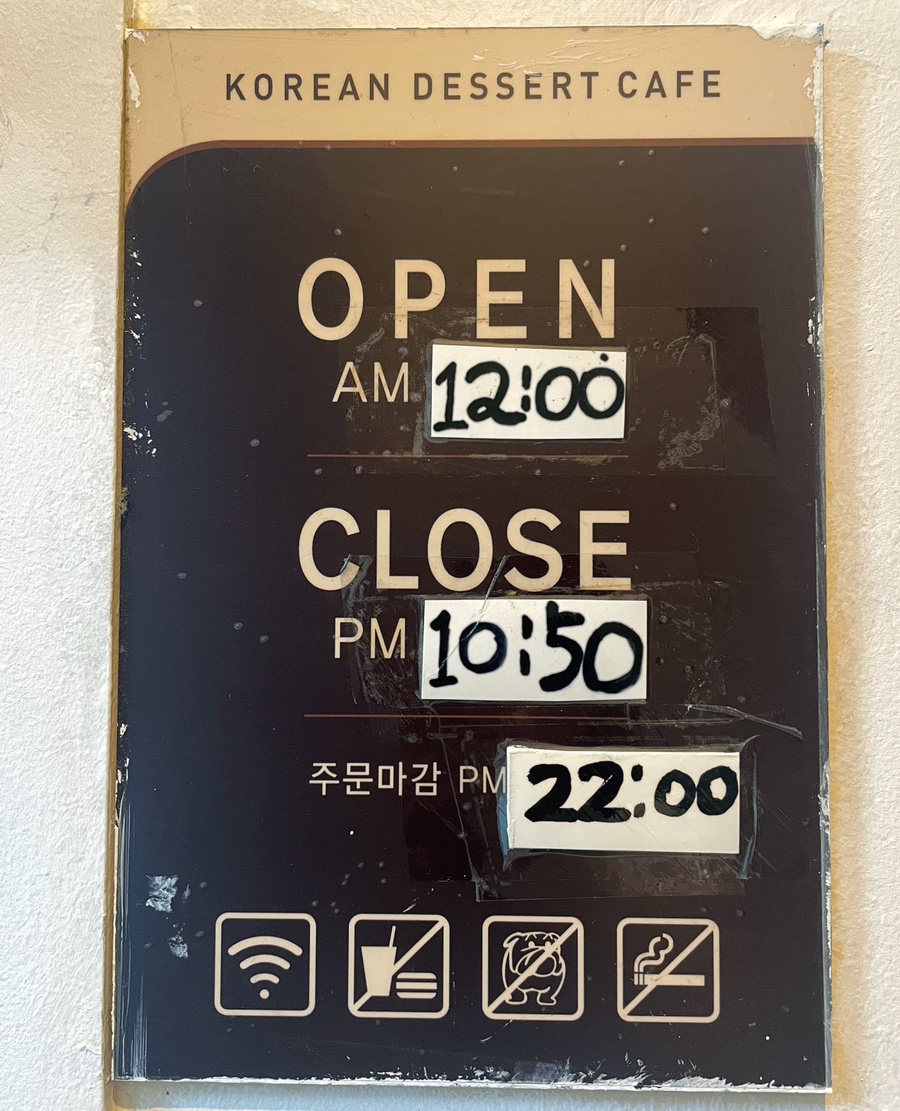 KOREAN DESSERT CAFE
OPEN
AM 12:00
CLOSE
PM 10:50
주문마감 PM 22:00